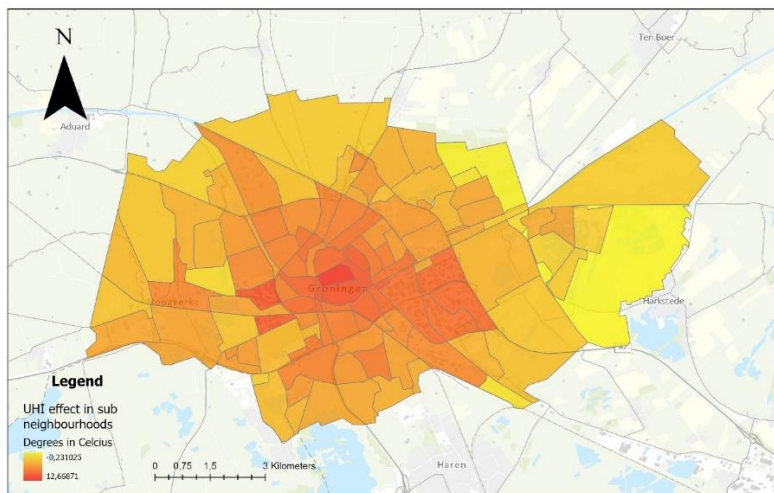 N
Ten Boer
Aduard
Groningen
Hoogkerk
Harkstede
Haren
Legend
UHI effect in sub
neighbourhoods
Degrees in Celcius
-0,231025
12,66871
0 0,75 1,5 3 Kilometers